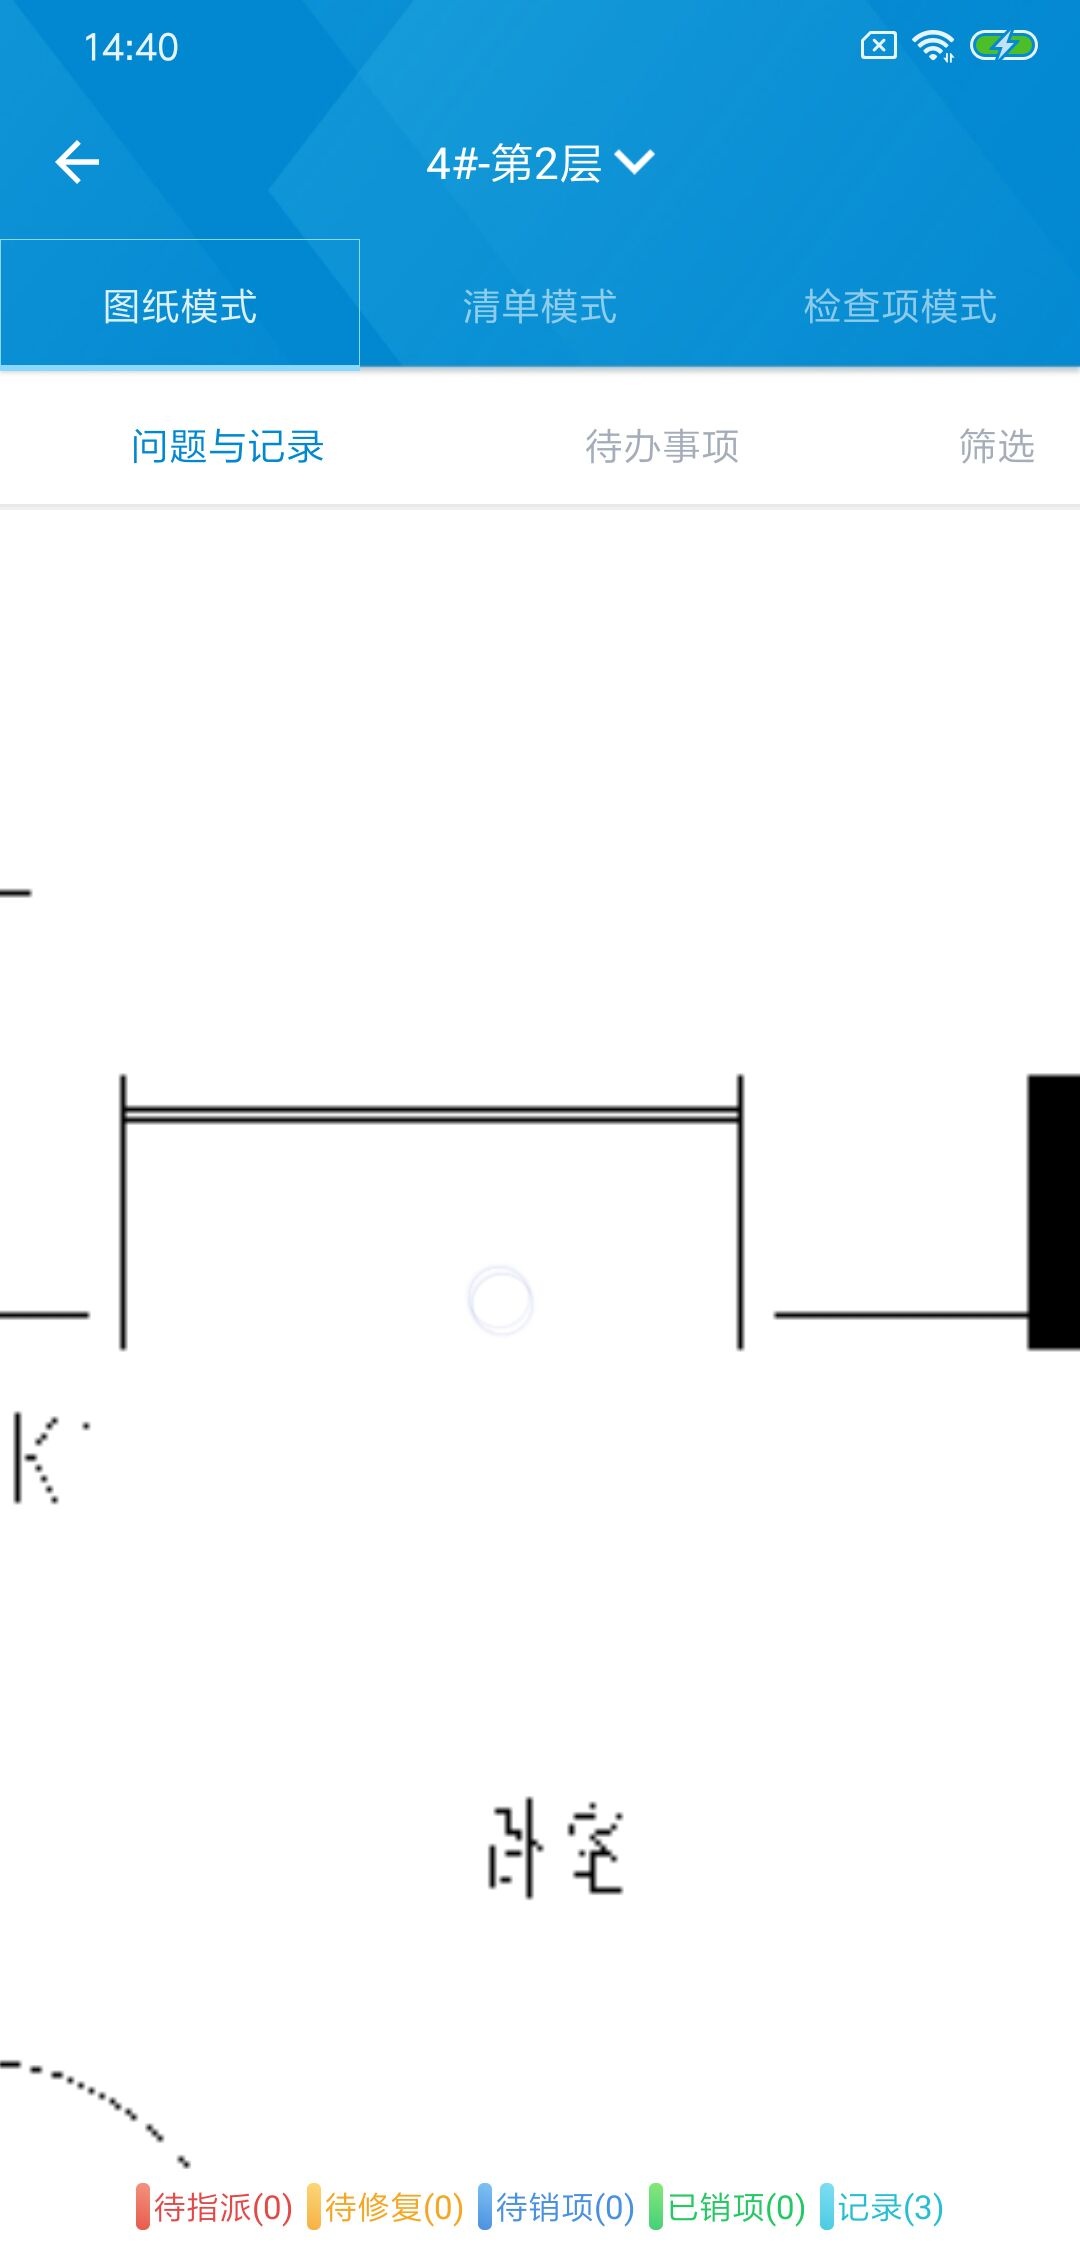 14:40
4#-第2层
图纸模式 清单模式 检查项模式
问题与记录 待办事项 筛选
待指派(0) 待修复(0) 待销项(0) 已销项(0) 记录(3)